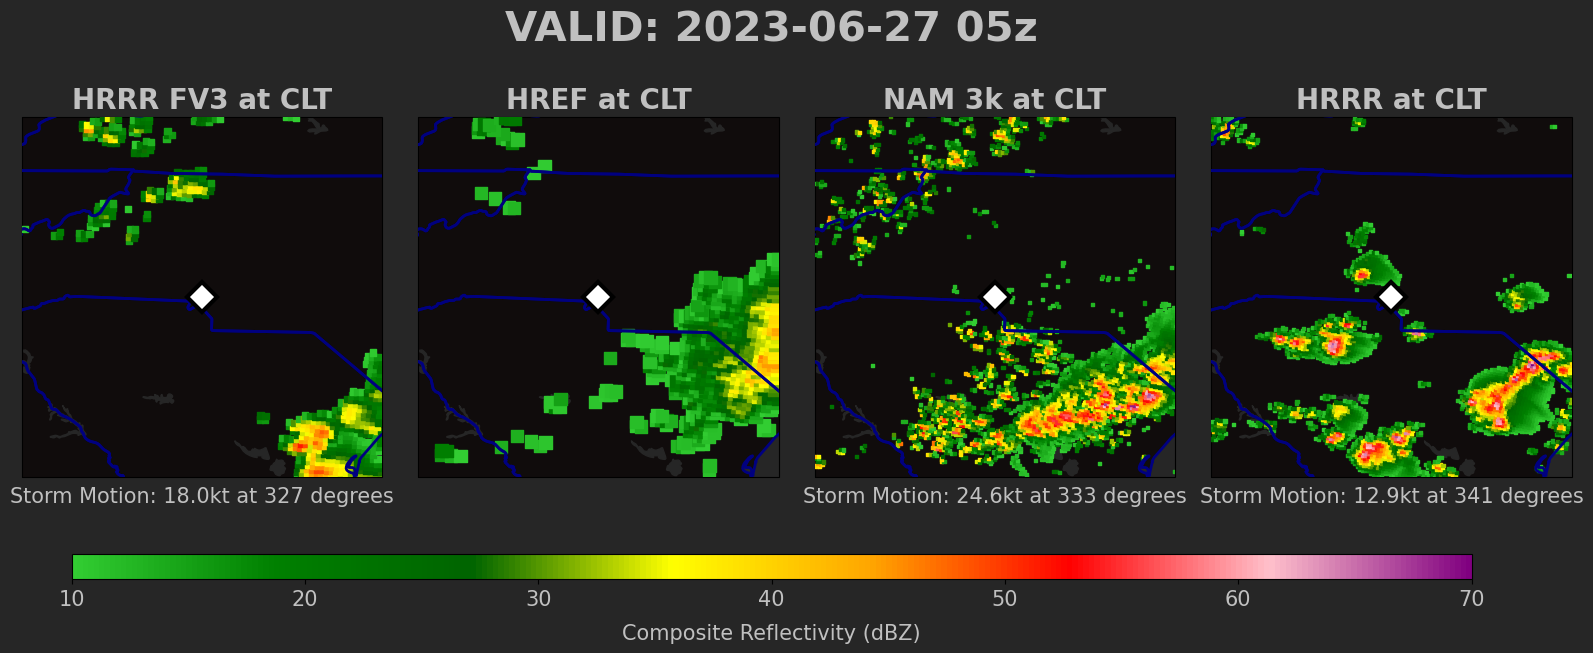 VALID: 2023-06-27 05z
HRRR FV3 at CLT
HREF at CLT
NAM 3k at CLT
HRRR at CLT
Storm Motion: 18.0kt at 327 degrees
Storm Motion: 24.6kt at 333 degrees
Storm Motion: 12.9kt at 341 degrees
10 20 30 40 50 60 70
Composite Reflectivity (dBZ)